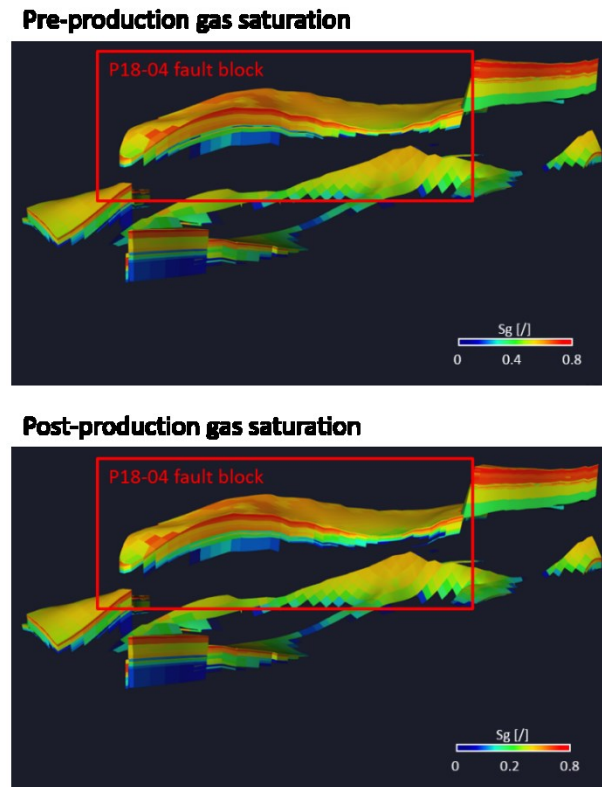 Pre-production gas saturation
P18-04 fault block
Sg [/]
0 0.4 0.8
Post-production gas saturation
P18-04 fault block
Sg [/]
0 0.2 0.8